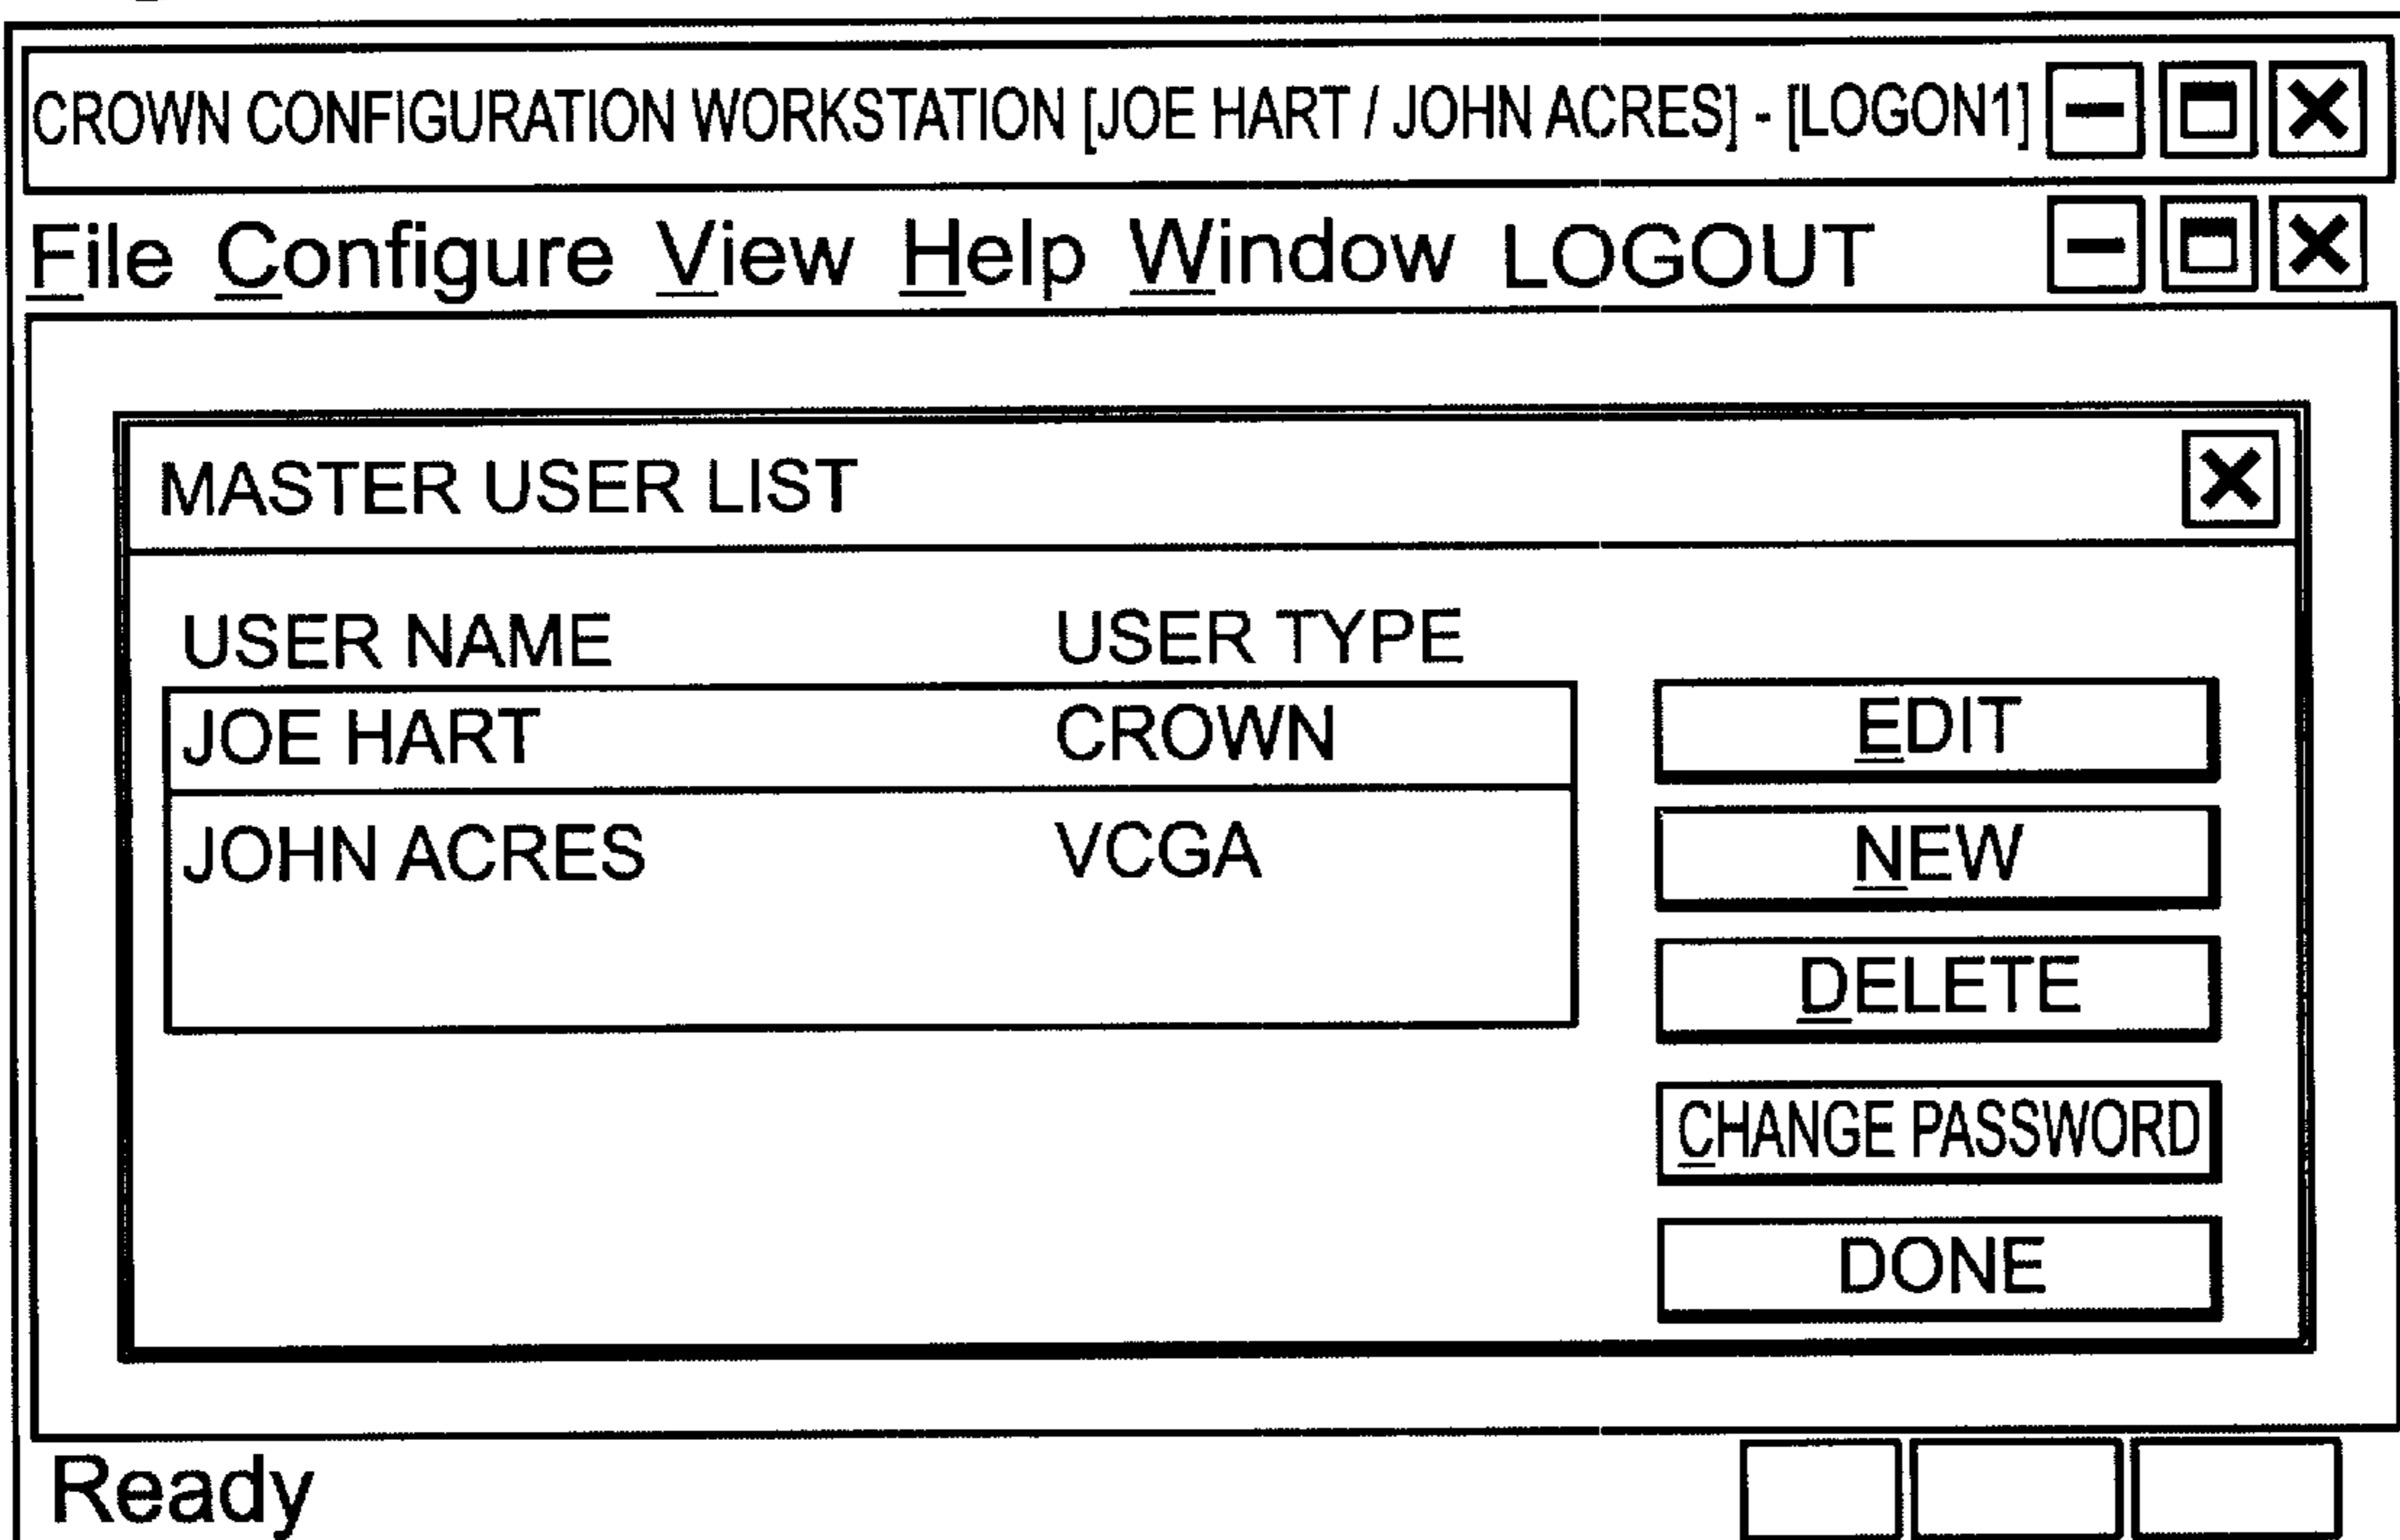 CROWN CONFIGURATION WORKSTATION [JOE HART / JOHN ACRES] - [LOGON1]
File Configure View Help Window LOGOUT
MASTER USER LIST
USER NAME USER TYPE
JOE HART CROWN
JOHN ACRES VCGA
EDIT
NEW
DELETE
CHANGE PASSWORD
DONE
Ready